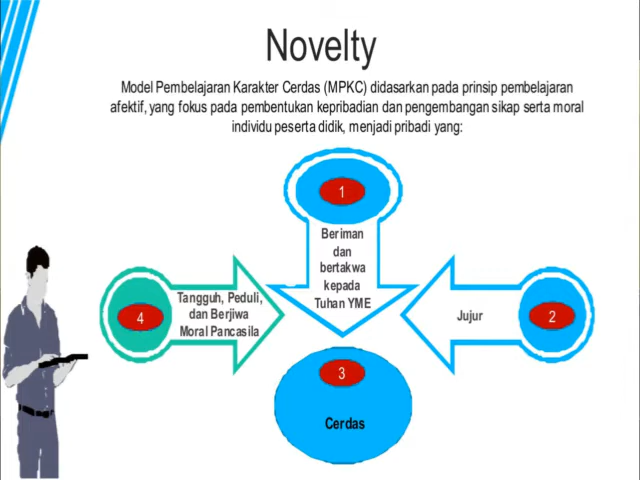 Novelty
Model Pembelajaran Karakter Cerdas (MPKC) didasarkan pada prinsip pembelajaran
afektif, yang fokus pada pembentukan kepribadian dan pengembangan sikap serta moral
individu peserta didik, menjadi pribadi yang:
1
Beriman
dan
bertakwa
kepada
Tuhan YME
4
Tangguh, Peduli,
dan Berjiwa
Moral Pancasila
Jujur
2
3
Cerdas